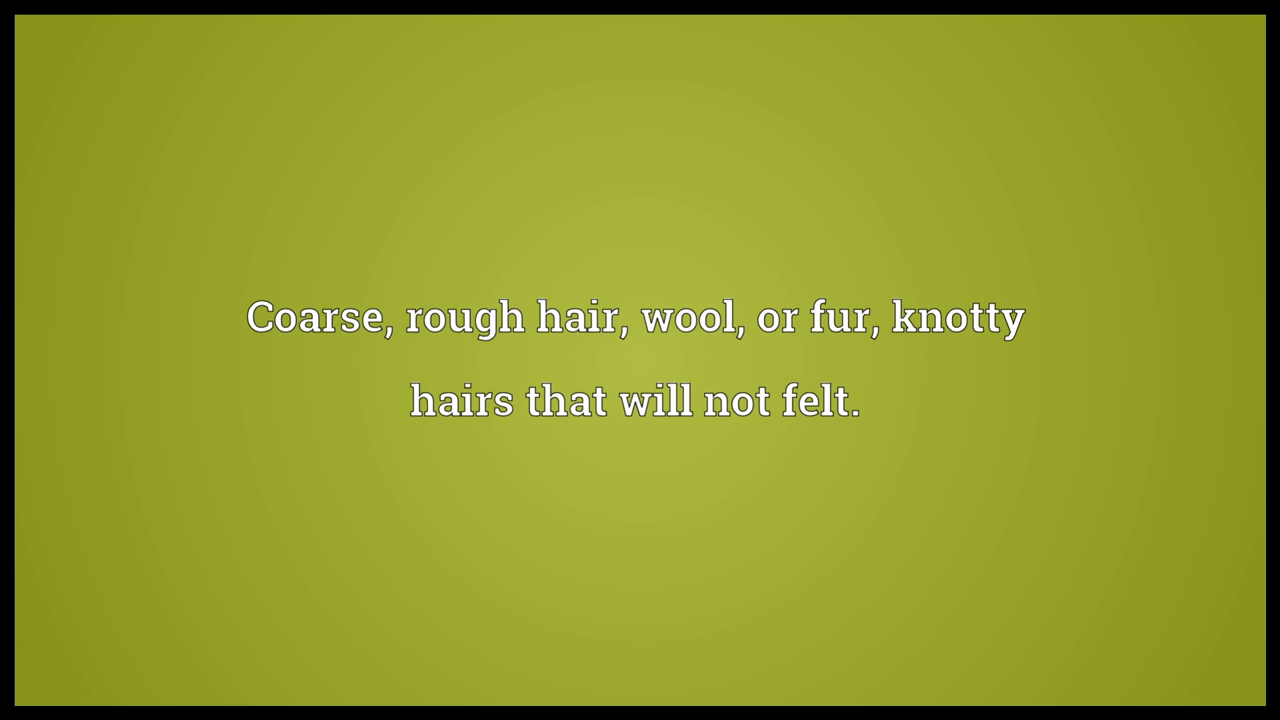 Coarse, rough hair, wool, or fur, knotty
hairs that will not felt.